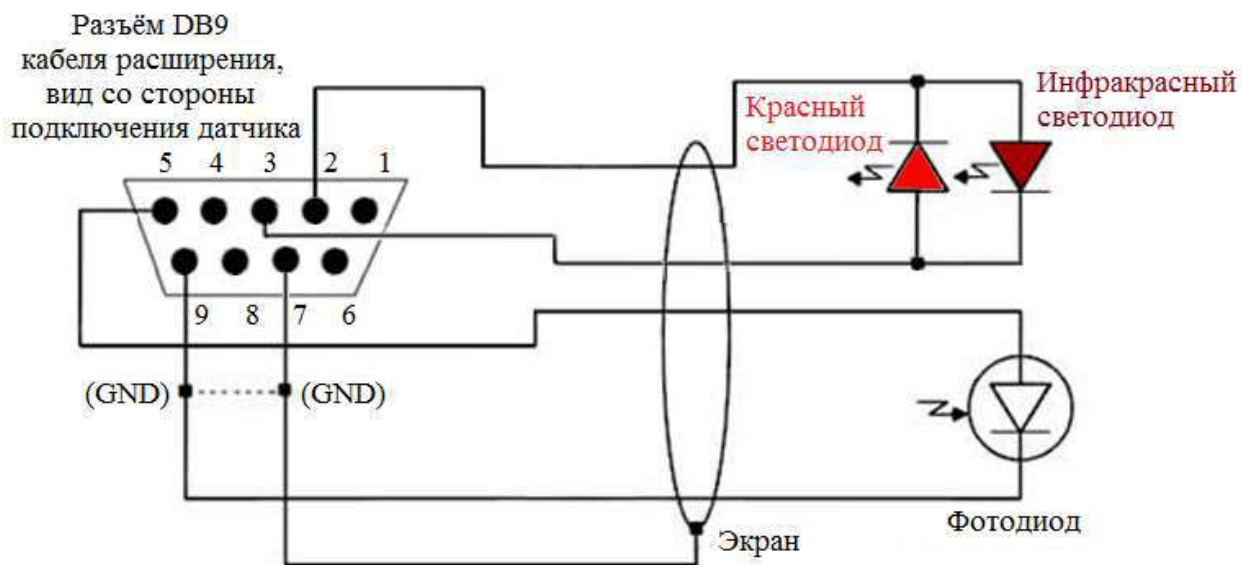 Разъём DB9
кабеля расширения,
вид со стороны
подключения датчика
5 4 3 2 1
9 8 7 6
(GND) (GND)
Красный
светодиод
Инфракрасный
светодиод
Фотодиод
Экран